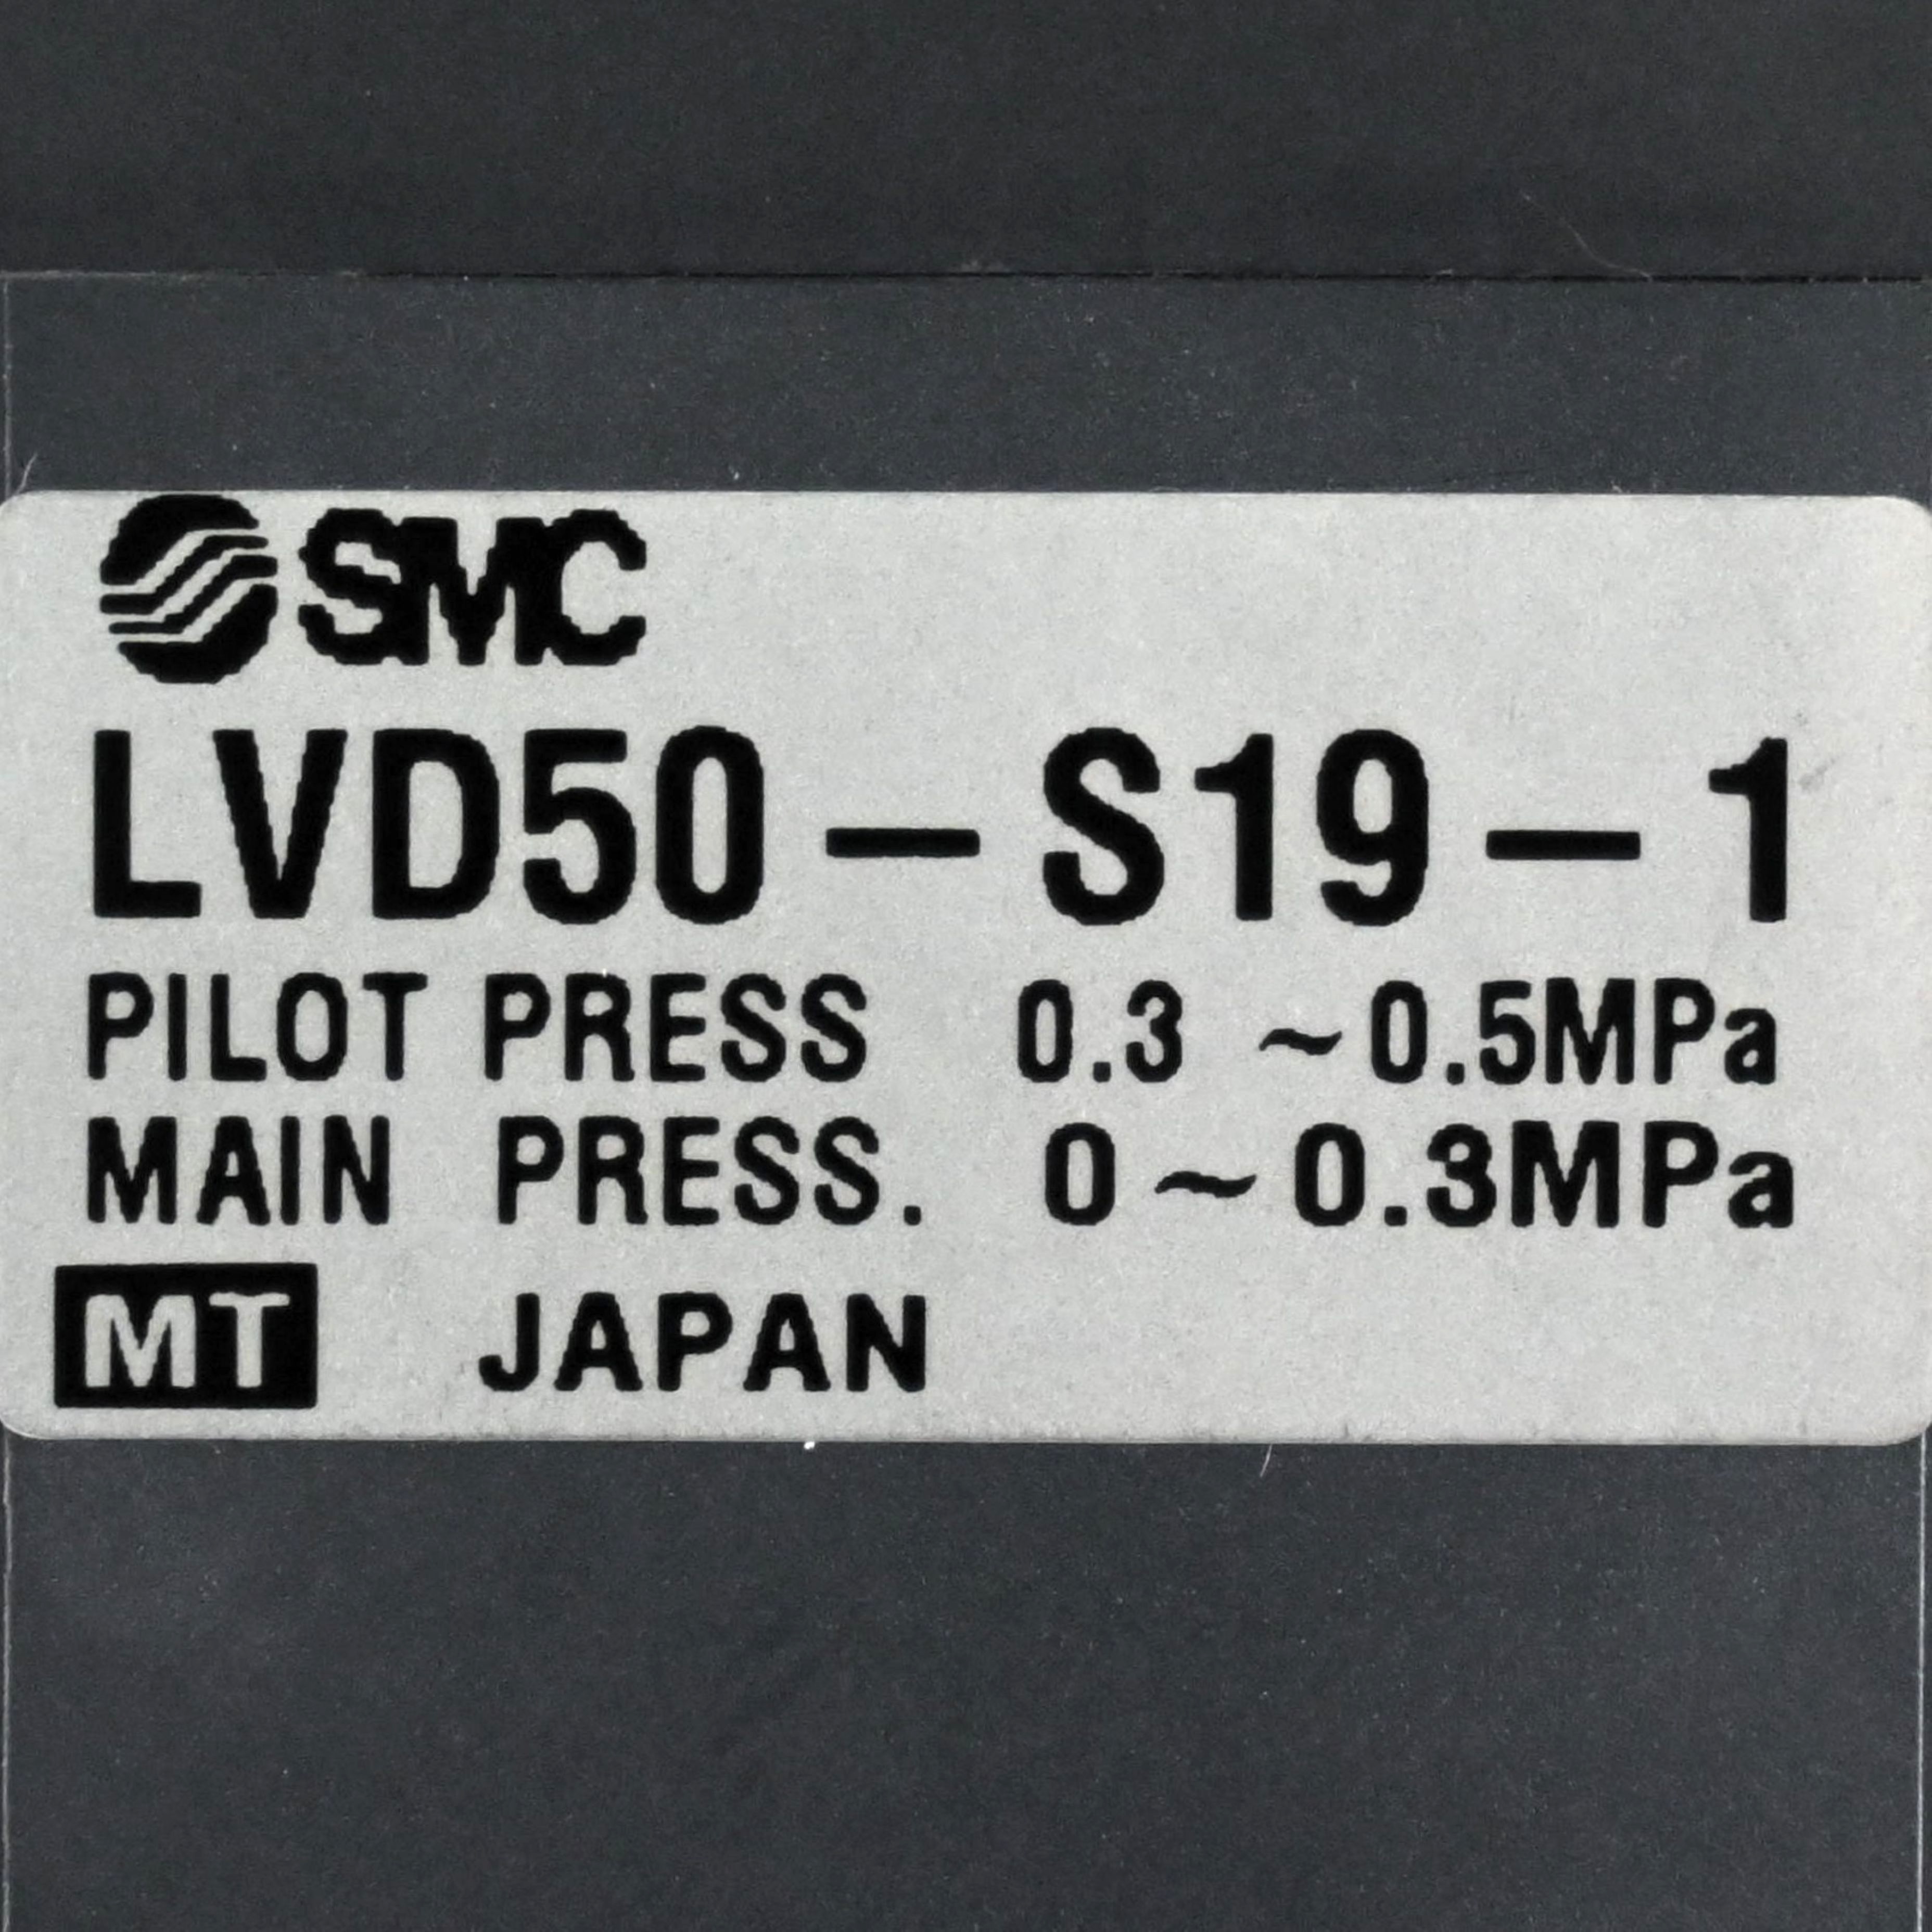 SMC
LVD50-S19-1
PILOT PRESS 0.3 ~0.5MPa
MAIN PRESS. 0~0.3MPa
MT JAPAN